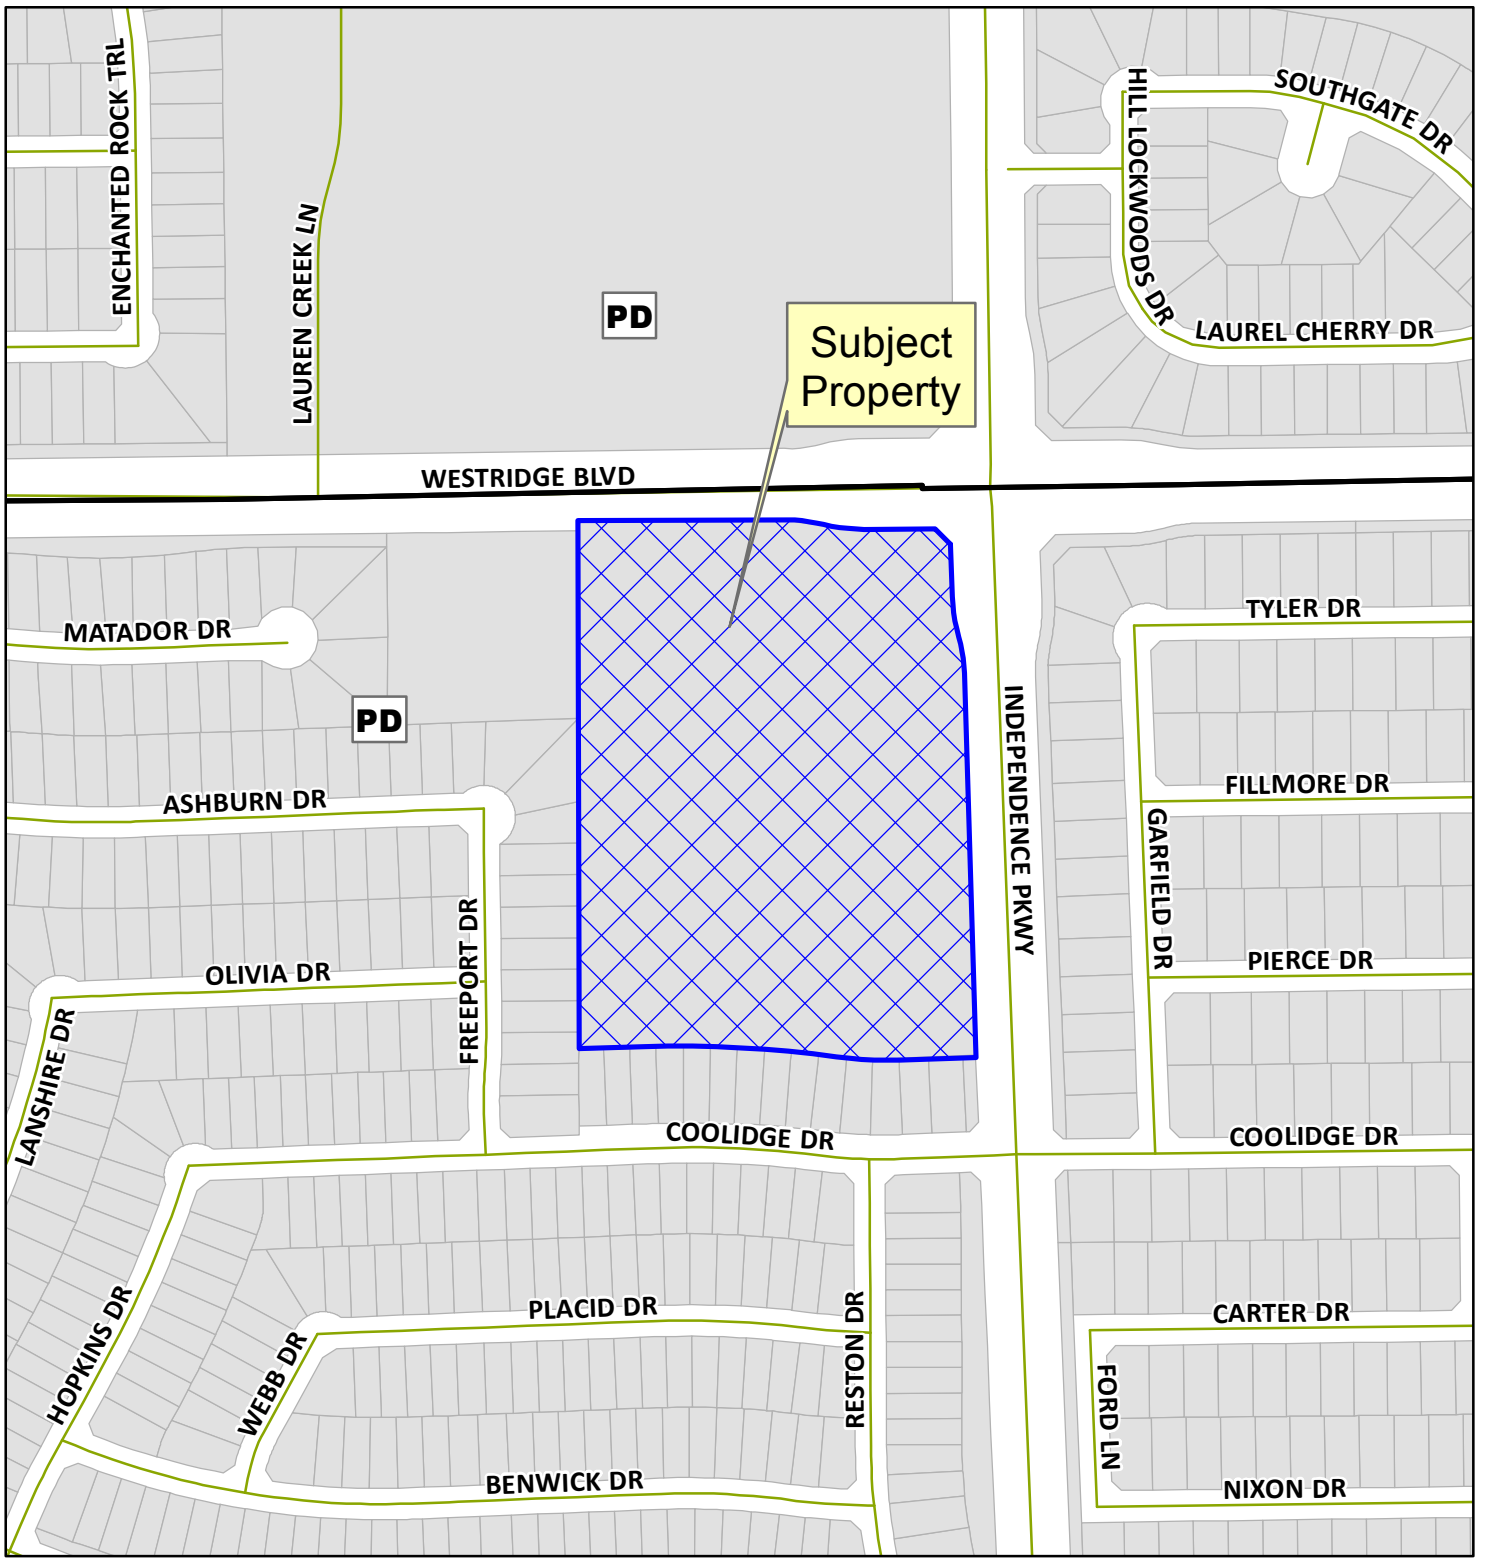 ENCHANTED ROCK TRL
LAUREN CREEK LN
HILL LOCKWOODS DR
SOUTHGATE DR
LAUREL CHERRY DR
PD
Subject
Property
WESTRIDGE BLVD
MATADOR DR
TYLER DR
PD
INDEPENDENCE PKWY
ASHBURN DR
FILLMORE DR
GARFIELD DR
FREEPORT DR
OLIVIA DR
PIERCE DR
LANSHIRE DR
COOLIDGE DR
COOLIDGE DR
HOPKINS DR
PLACID DR
CARTER DR
WEBB DR
RESTON DR
FORD LN
BENWICK DR
NIXON DR